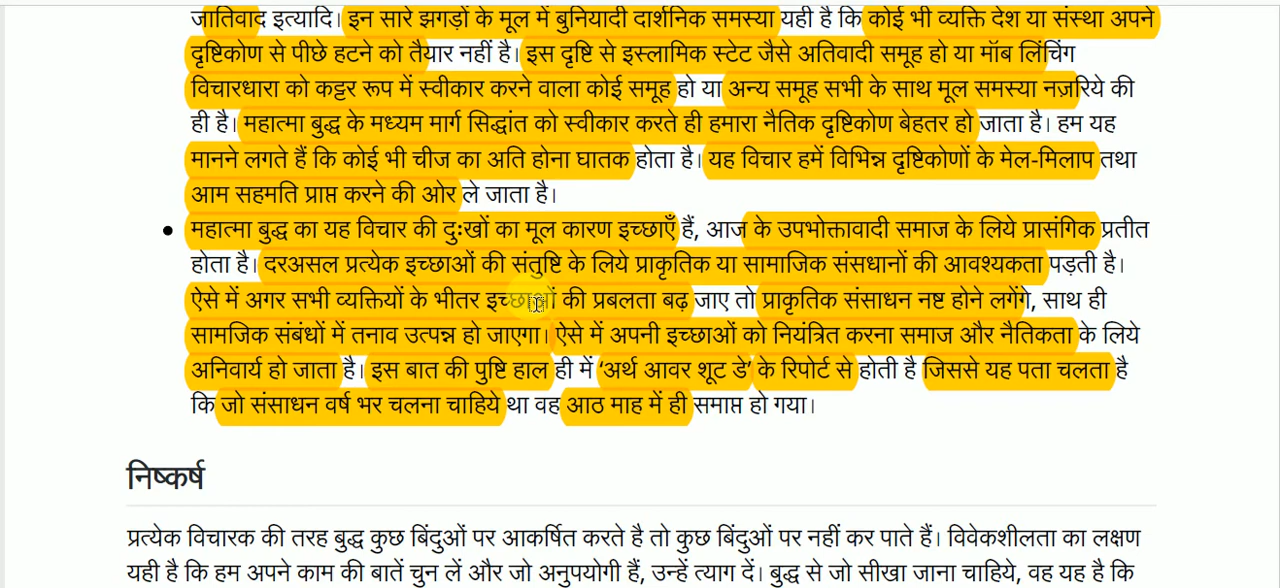 जातिवाद इत्यादि। इन सारे झगड़ों के मूल में बुनियादी दार्शनिक समस्या यही है कि कोई भी व्यक्ति देश या संस्था अपने
दृष्टिकोण से पीछे हटने को तैयार नहीं है। इस दृष्टि से इस्लामिक स्टेट जैसे अतिवादी समूह हो या मॉब लिंचिंग
विचारधारा को कट्टर रूप में स्वीकार करने वाला कोई समूह हो या अन्य समूह सभी के साथ मूल समस्या नज़रिये की
ही है। महात्मा बुद्ध के मध्यम मार्ग सिद्धांत को स्वीकार करते ही हमारा नैतिक दृष्टिकोण बेहतर हो जाता है। हम यह
मानने लगते हैं कि कोई भी चीज का अति होना घातक होता है। यह विचार हमें विभिन्न दृष्टिकोणों के मेल-मिलाप तथा
आम सहमति प्राप्त करने की ओर ले जाता है।
● महात्मा बुद्ध का यह विचार की दुःखों का मूल कारण इच्छाएँ हैं, आज के उपभोक्तावादी समाज के लिये प्रासंगिक प्रतीत
होता है। दरअसल प्रत्येक इच्छाओं की संतुष्टि के लिये प्राकृतिक या सामाजिक संसधानों की आवश्यकता पड़ती है।
ऐसे में अगर सभी व्यक्तियों के भीतर इच्छाओं की प्रबलता बढ़ जाए तो प्राकृतिक संसाधन नष्ट होने लगेंगे, साथ ही
सामजिक संबंधों में तनाव उत्पन्न हो जाएगा। ऐसे में अपनी इच्छाओं को नियंत्रित करना समाज और नैतिकता के लिये
अनिवार्य हो जाता है। इस बात की पुष्टि हाल ही में 'अर्थ आवर शूट डे' के रिपोर्ट से होती है जिससे यह पता चलता है
कि जो संसाधन वर्ष भर चलना चाहिये था वह आठ माह में ही समाप्त हो गया।
निष्कर्ष
प्रत्येक विचारक की तरह बुद्ध कुछ बिंदुओं पर आकर्षित करते है तो कुछ बिंदुओं पर नहीं कर पाते हैं। विवेकशीलता का लक्षण
यही है कि हम अपने काम की बातें चुन लें और जो अनुपयोगी हैं, उन्हें त्याग दें। बुद्ध से जो सीखा जाना चाहिये, वह यह है कि